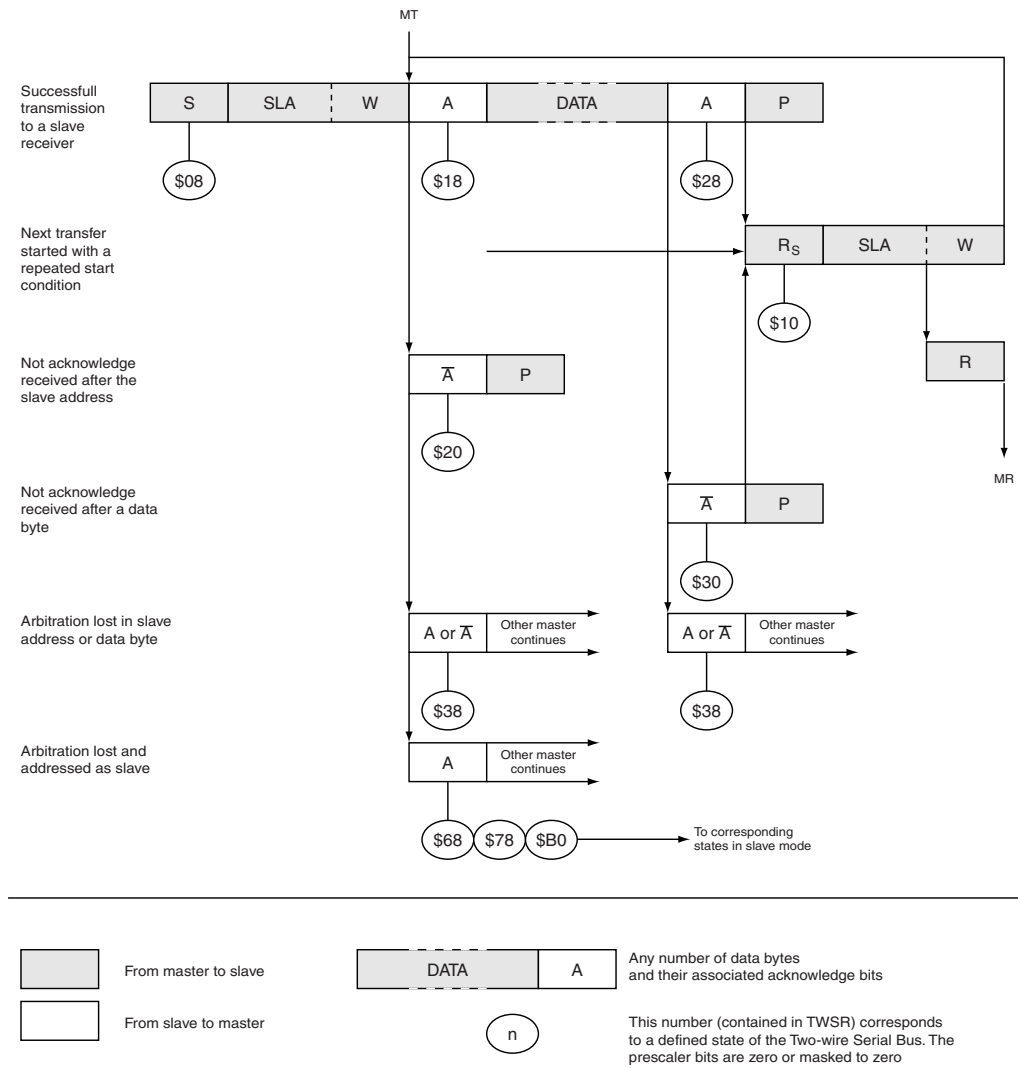 MT
Successfull
transmission
to a slave
receiver
S SLA W A DATA A P
$08 $18 $28
Next transfer
started with a
repeated start
condition
RS SLA W
$10
Not acknowledge
received after the
slave address
A̅ P
R
$20
MR
Not acknowledge
received after a data
byte
A̅ P
$30
Arbitration lost in slave
address or data byte
A or A̅ Other master
continues
A or A̅ Other master
continues
$38 $38
Arbitration lost and
addressed as slave
A Other master
continues
$68 $78 $B0 To corresponding
states in slave mode
From master to slave
DATA A
Any number of data bytes
and their associated acknowledge bits
From slave to master
n
This number (contained in TWSR) corresponds
to a defined state of the Two-wire Serial Bus. The
prescaler bits are zero or masked to zero